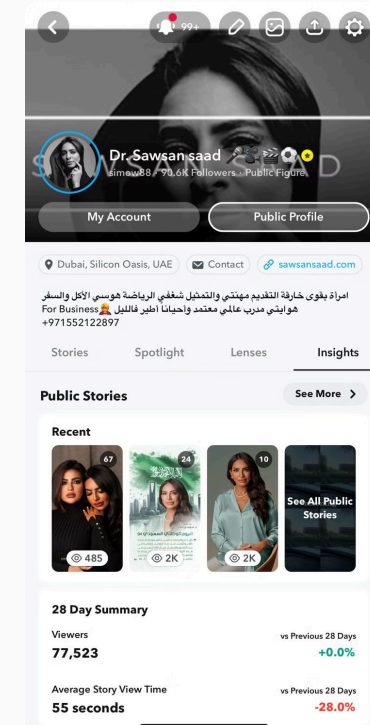 99+
SAWSAN SAAD
Dr. Sawsan saad 🎤🎥🎬⚽
simow88 · 90.6K Followers · Public Figure
My Account
Public Profile
Dubai, Silicon Oasis, UAE
Contact
sawsansaad.com
امرأة بقوى خارقة التقديم مهنتي والتمثيل شغفي الرياضة هوسي الأكل والسفر
هوايتي مدرب عالمي معتمد واحيانا اطير فالليل 🦸‍♀️ For Business
+971552122897
Stories
Spotlight
Lenses
Insights
Public Stories
See More
Recent
67
24
10
See All Public
Stories
485
2K
2K
28 Day Summary
Viewers
vs Previous 28 Days
77,523
+0.0%
Average Story View Time
vs Previous 28 Days
55 seconds
-28.0%